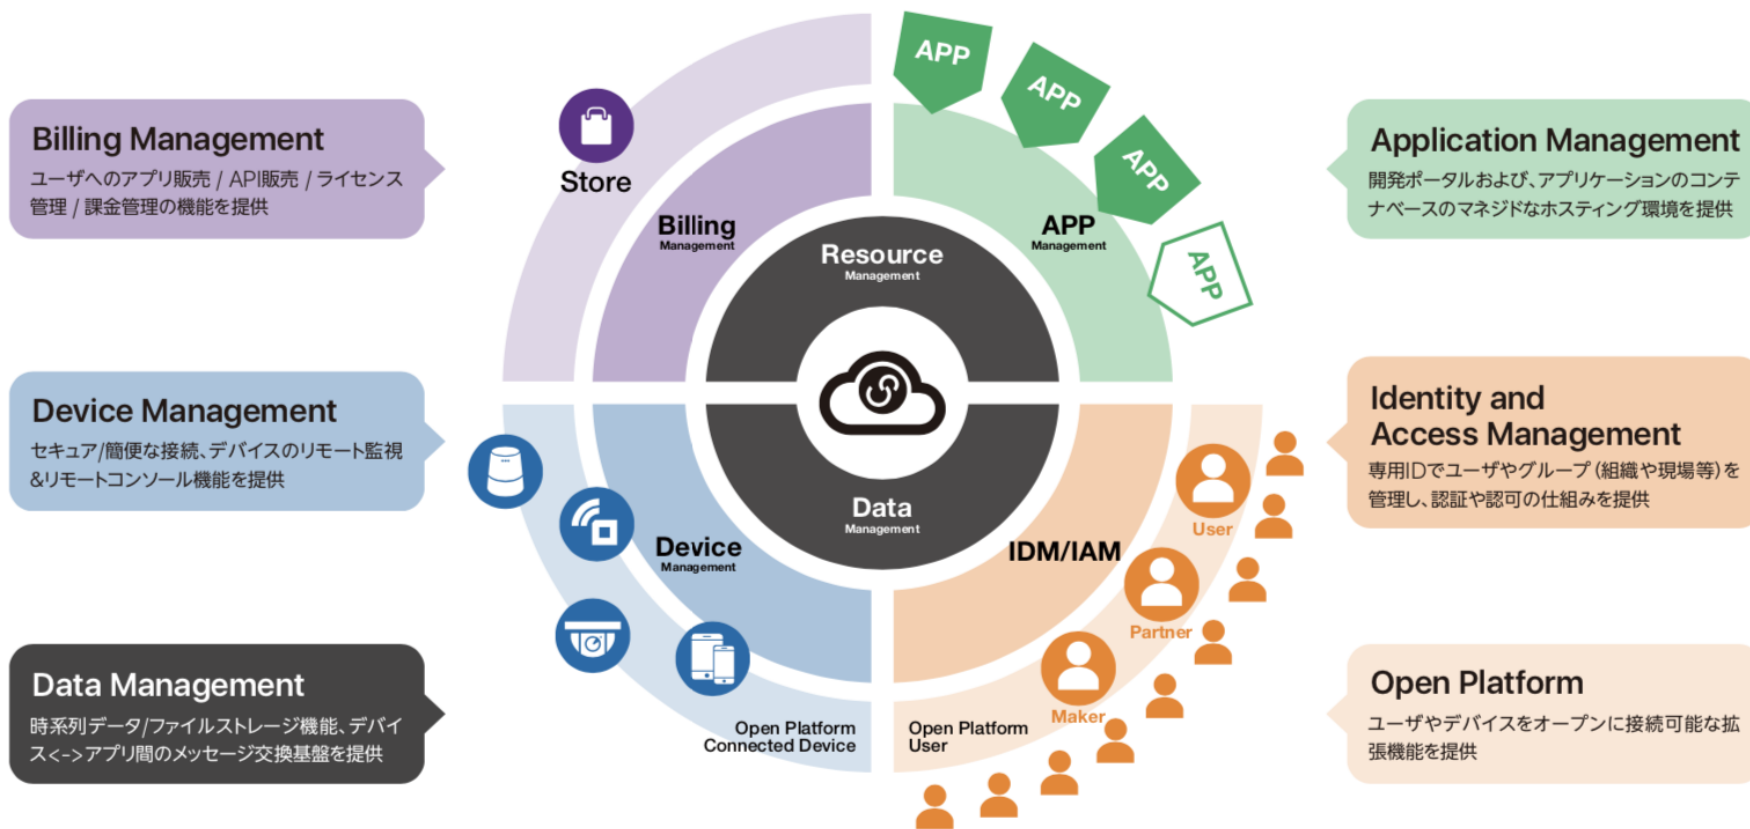 Billing Management
ユーザへのアプリ販売 / API販売 / ライセンス
管理 / 課金管理の機能を提供
Device Management
セキュア/簡便な接続、デバイスのリモート監視
&リモートコンソール機能を提供
Data Management
時系列データ/ファイルストレージ機能、デバイ
ス<->アプリ間のメッセージ交換基盤を提供
Store
Billing
Management
Resource
Management
APP
Management
APP
APP
APP
APP
Device
Management
Data
Management
IDM/IAM
User
Partner
Maker
Open Platform
Connected Device
Open Platform
User
Application Management
開発ポータルおよび、アプリケーションのコンテ
ナベースのマネジドなホスティング環境を提供
Identity and
Access Management
専用IDでユーザやグループ（組織や現場等）を
管理し、認証や認可の仕組みを提供
Open Platform
ユーザやデバイスをオープンに接続可能な拡
張機能を提供